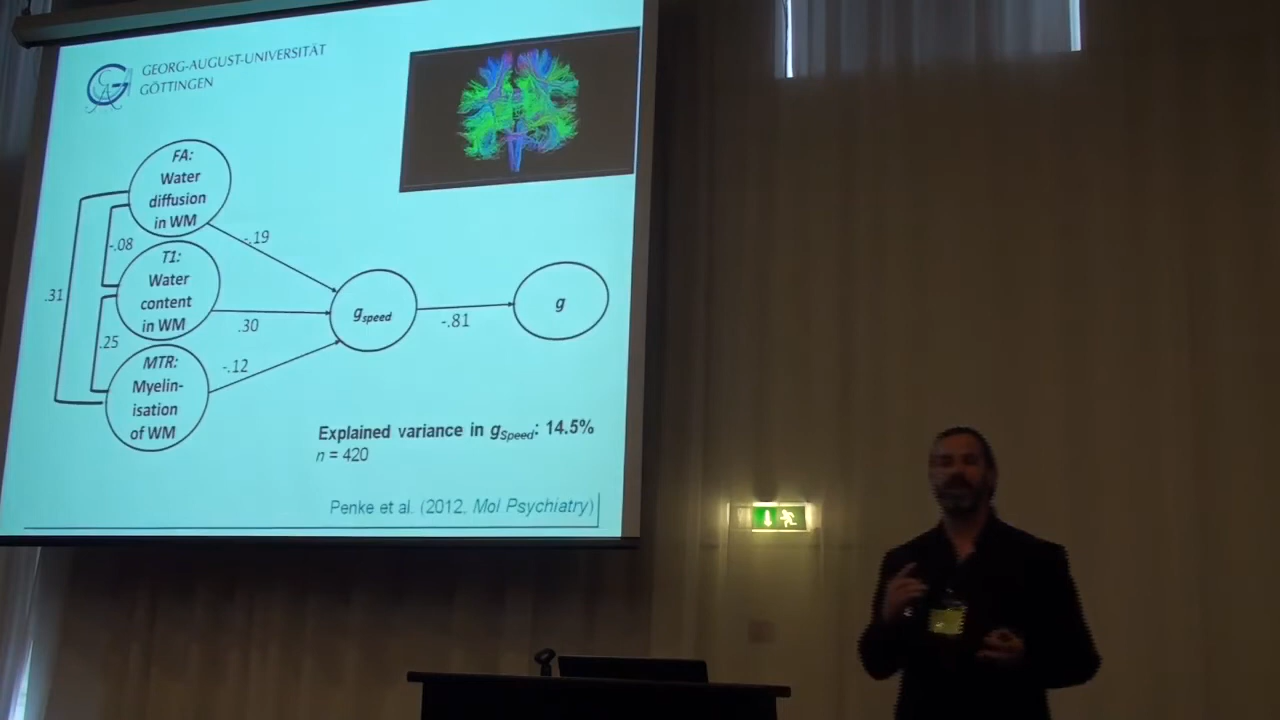 GEORG-AUGUST-UNIVERSITÄT
GÖTTINGEN
FA:
Water
diffusion
in WM
-.19
-.08
T1:
Water
content
in WM
.31
.30
.25
g_speed
-.81
g
MTR:
Myelin-
isation
of WM
-.12
Explained variance in g_Speed: 14.5%
n = 420
Penke et al. (2012, Mol Psychiatry)